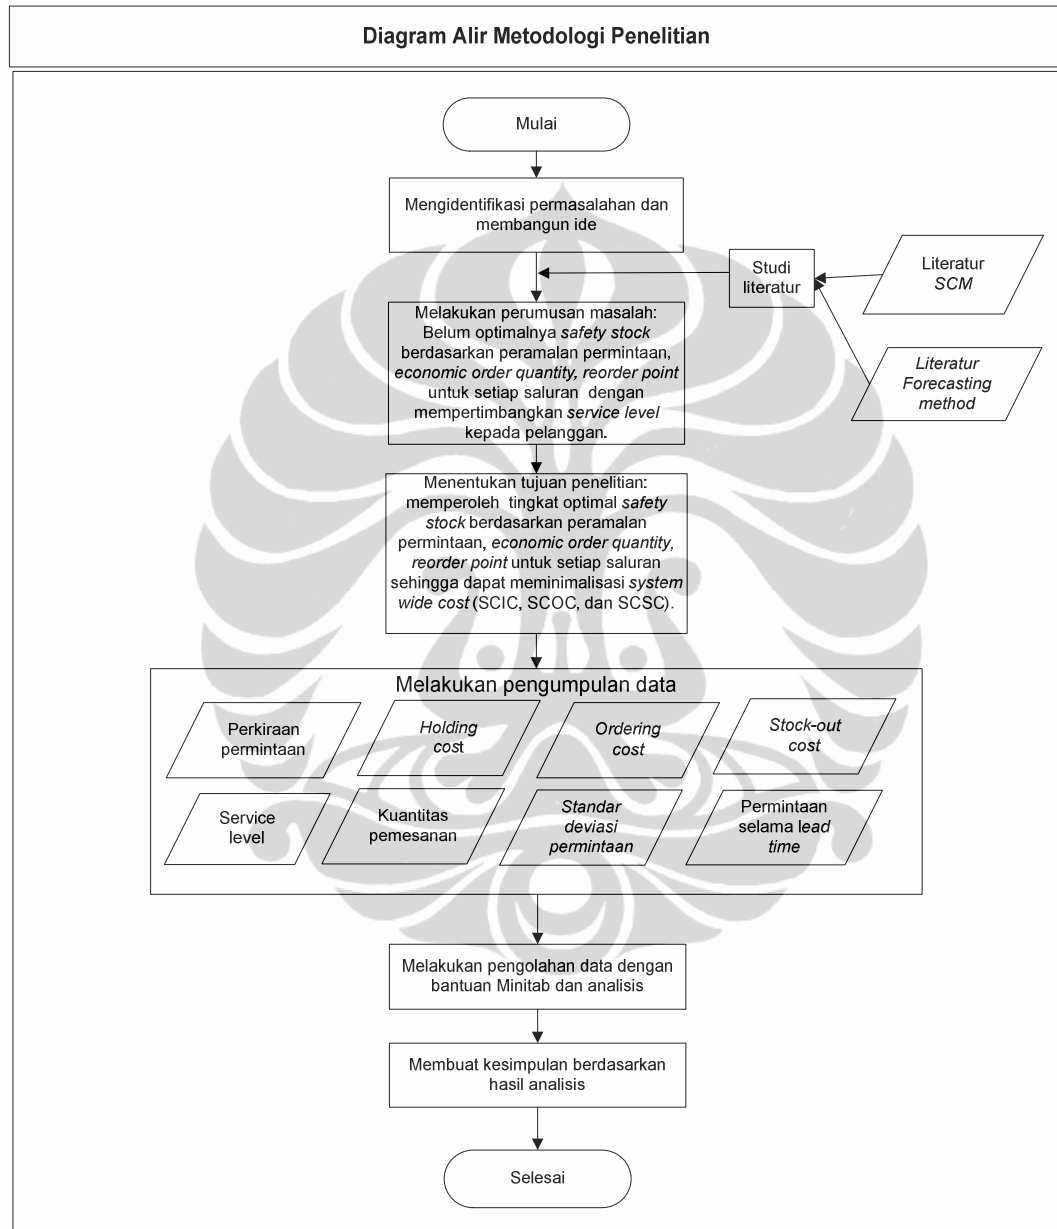 Diagram Alir Metodologi Penelitian
Mulai
Mengidentifikasi permasalahan dan
membangun ide
Studi
literatur
Literatur
SCM
Literatur
Forecasting
method
Melakukan perumusan masalah:
Belum optimalnya safety stock
berdasarkan peramalan permintaan,
economic order quantity, reorder point
untuk setiap saluran dengan
mempertimbangkan service level
kepada pelanggan.
Menentukan tujuan penelitian:
memperoleh tingkat optimal safety
stock berdasarkan peramalan
permintaan, economic order quantity,
reorder point untuk setiap saluran
sehingga dapat meminimalisasi system
wide cost (SCIC, SCOC, dan SCSC).
Melakukan pengumpulan data
Perkiraan
permintaan
Holding
cost
Ordering
cost
Stock-out
cost
Service
level
Kuantitas
pemesanan
Standar
deviasi
permintaan
Permintaan
selama lead
time
Melakukan pengolahan data dengan
bantuan Minitab dan analisis
Membuat kesimpulan berdasarkan
hasil analisis
Selesai